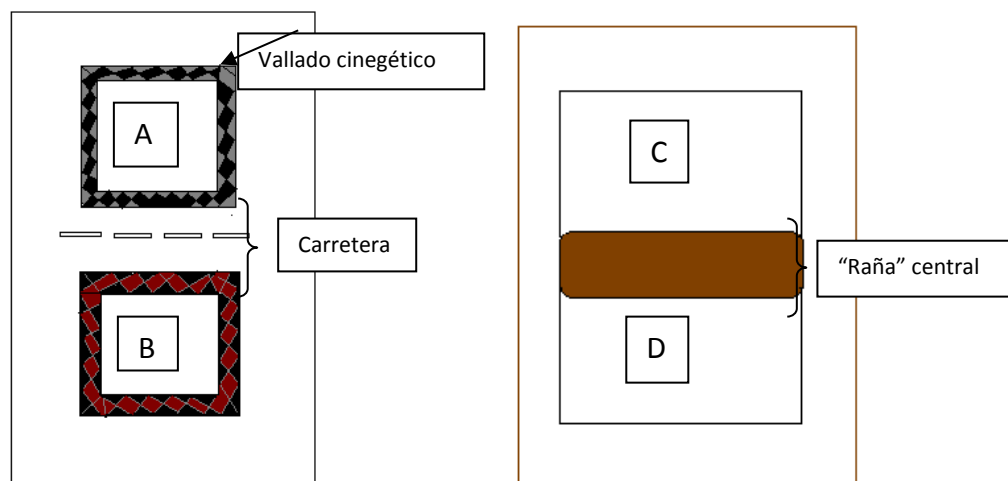 Vallado cinegético
A
Carretera
B
C
“Raña” central
D